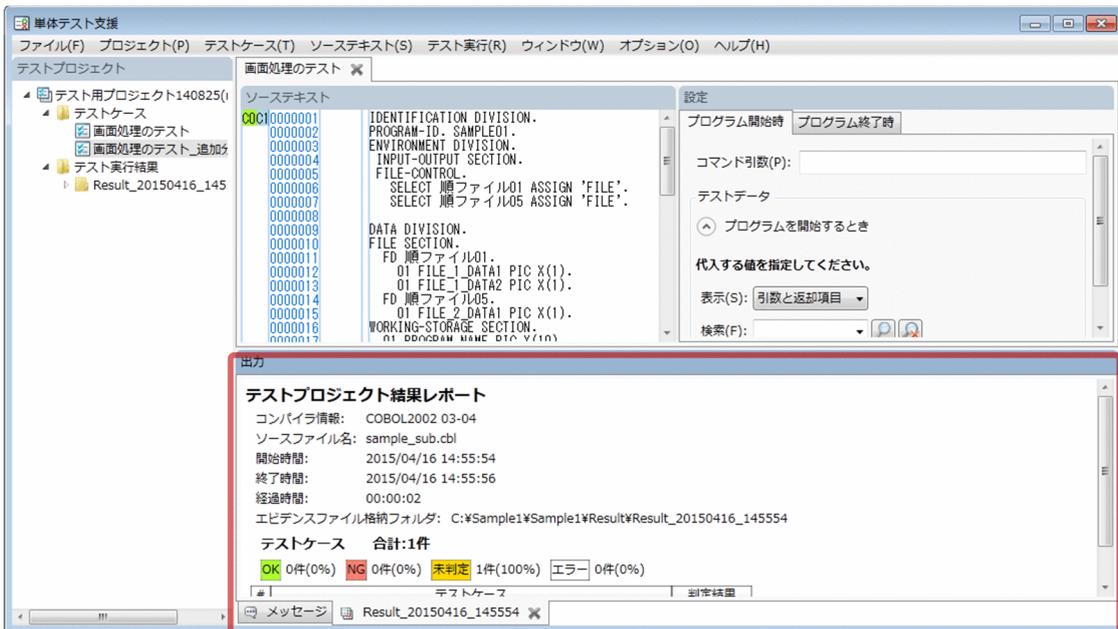 単体テスト支援
ファイル(F) プロジェクト(P) テストケース(T) ソーステキスト(S) テスト実行(R) ウィンドウ(W) オプション(O) ヘルプ(H)
テストプロジェクト
テスト用プロジェクト140825(
テストケース
画面処理のテスト
画面処理のテスト_追加分
テスト実行結果
Result_20150416_145
画面処理のテスト
ソーステキスト
COC1 0000001 IDENTIFICATION DIVISION.
0000002 PROGRAM-ID. SAMPLE01.
0000003 ENVIRONMENT DIVISION.
0000004 INPUT-OUTPUT SECTION.
0000005 FILE-CONTROL.
0000006 SELECT 順ファイル01 ASSIGN 'FILE'.
0000007 SELECT 順ファイル05 ASSIGN 'FILE'.
0000008
0000009 DATA DIVISION.
0000010 FILE SECTION.
0000011 FD 順ファイル01.
0000012 01 FILE_1_DATA1 PIC X(1).
0000013 01 FILE_1_DATA2 PIC X(1).
0000014 FD 順ファイル05.
0000015 01 FILE_2_DATA1 PIC X(1).
0000016 WORKING-STORAGE SECTION.
0000017 01 PROGRAM_NAME PIC X(10)
設定
プログラム開始時 プログラム終了時
コマンド引数(P):
テストデータ
プログラムを開始するとき
代入する値を指定してください。
表示(S): 引数と返却項目
検索(F):
出力
テストプロジェクト結果レポート
コンパイラ情報: COBOL2002 03-04
ソースファイル名: sample_sub.cbl
開始時間: 2015/04/16 14:55:54
終了時間: 2015/04/16 14:55:56
経過時間: 00:00:02
エビデンスファイル格納フォルダ: C:¥Sample1¥Sample1¥Result¥Result_20150416_145554
テストケース 合計:1件
OK 0件(0%) NG 0件(0%) 未判定 1件(100%) エラー 0件(0%)
# テストケース 判定結果
メッセージ Result_20150416_145554